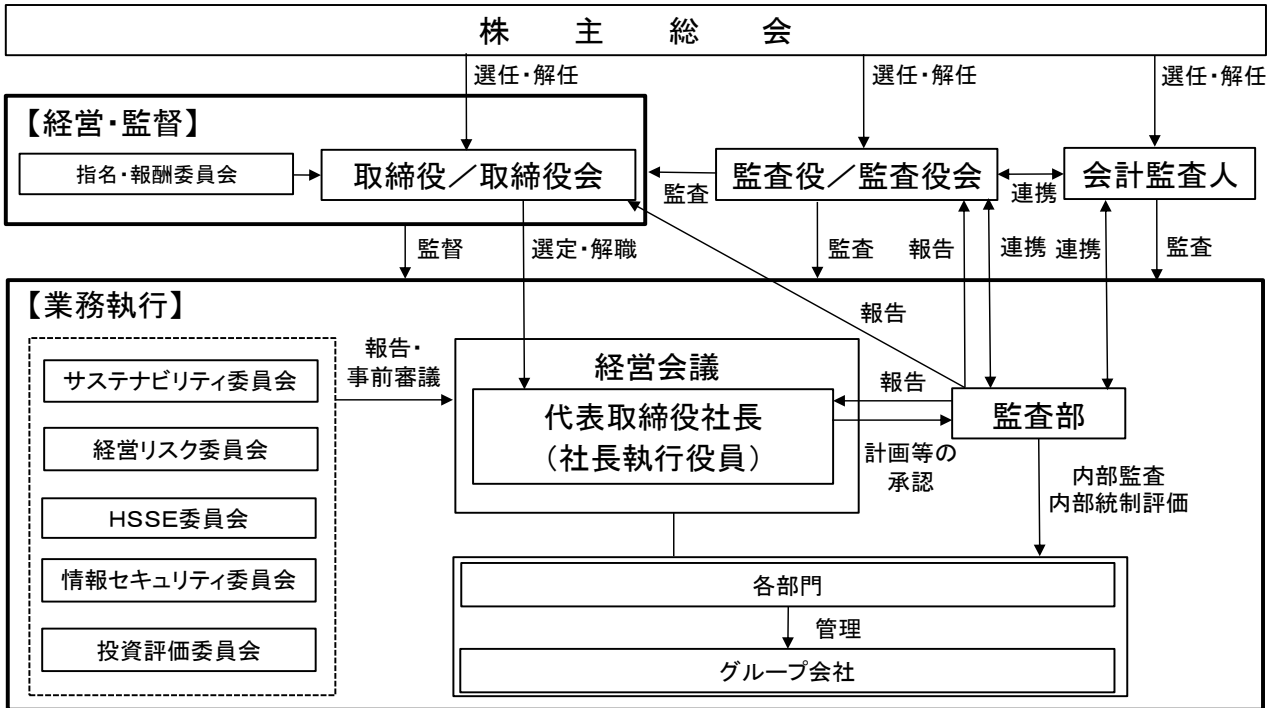 株 主 総 会
選任・解任
選任・解任
選任・解任
【経営・監督】
指名・報酬委員会
取締役／取締役会
監査
監査役／監査役会
連携
会計監査人
監督
選定・解職
監査
報告
連携
連携
監査
【業務執行】
報告
サステナビリティ委員会
経営リスク委員会
HSSE委員会
情報セキュリティ委員会
投資評価委員会
報告・
事前審議
経営会議
代表取締役社長
（社長執行役員）
報告
計画等の
承認
監査部
内部監査
内部統制評価
各部門
管理
グループ会社